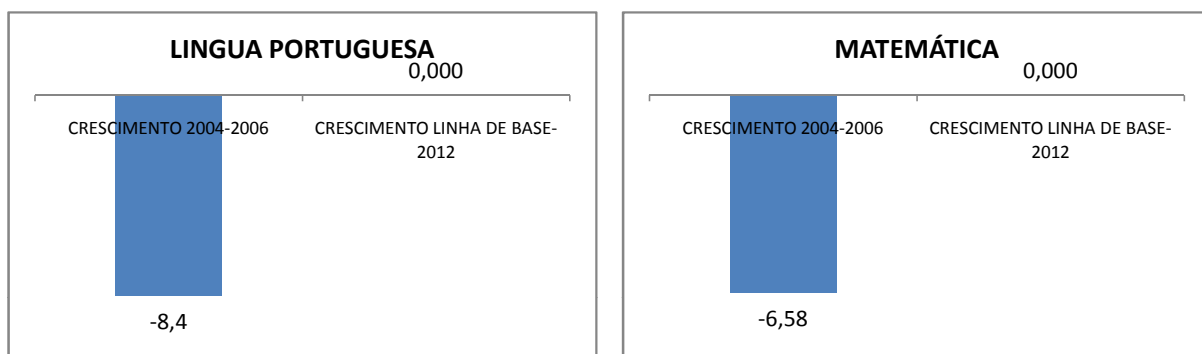 LINGUA PORTUGUESA
0,000
CRESCIMENTO 2004-2006
CRESCIMENTO LINHA DE BASE-
2012
-8,4
MATEMÁTICA
0,000
CRESCIMENTO 2004-2006
CRESCIMENTO LINHA DE BASE-
2012
-6,58